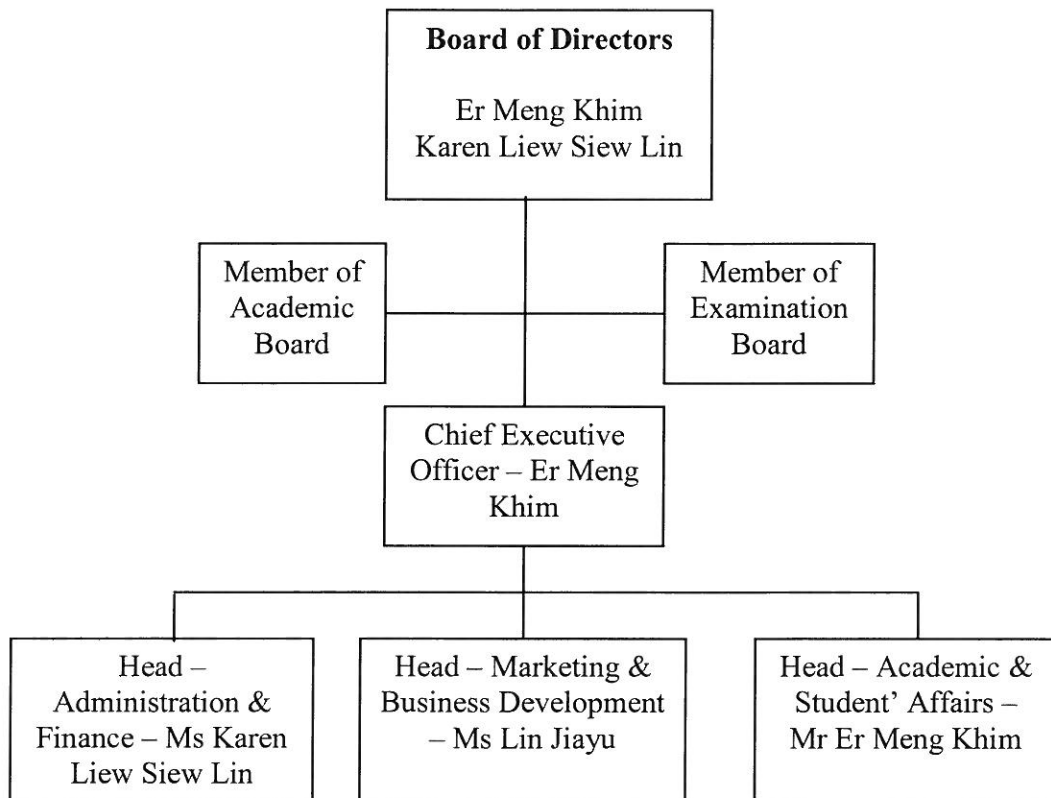 Board of Directors
Er Meng Khim
Karen Liew Siew Lin
Member of
Academic
Board
Member of
Examination
Board
Chief Executive
Officer – Er Meng
Khim
Head –
Administration &
Finance – Ms Karen
Liew Siew Lin
Head – Marketing &
Business Development
– Ms Lin Jiayu
Head – Academic &
Student’ Affairs –
Mr Er Meng Khim